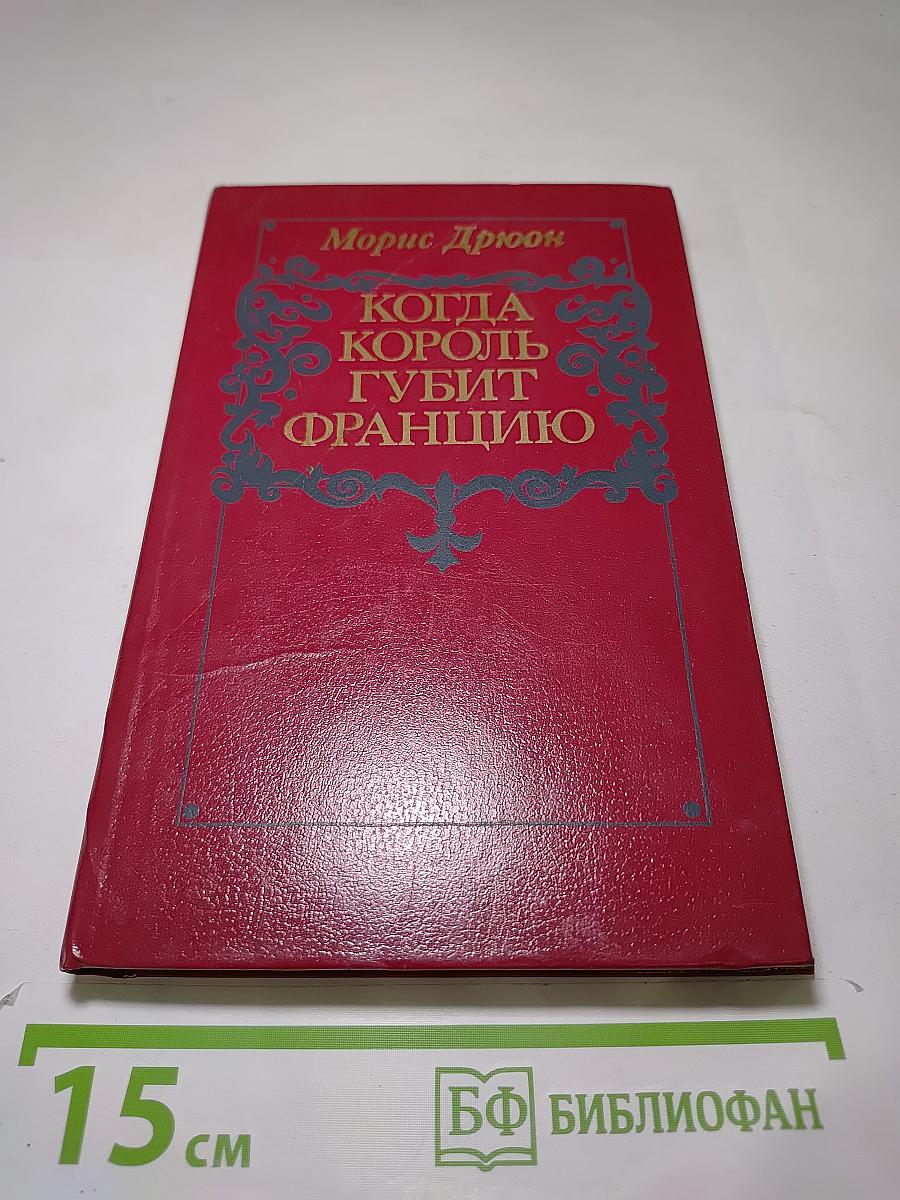 Морис Дрюон
КОГДА
КОРОЛЬ
ГУБИТ
ФРАНЦИЮ
15 см
БФ БИБЛИОФАН